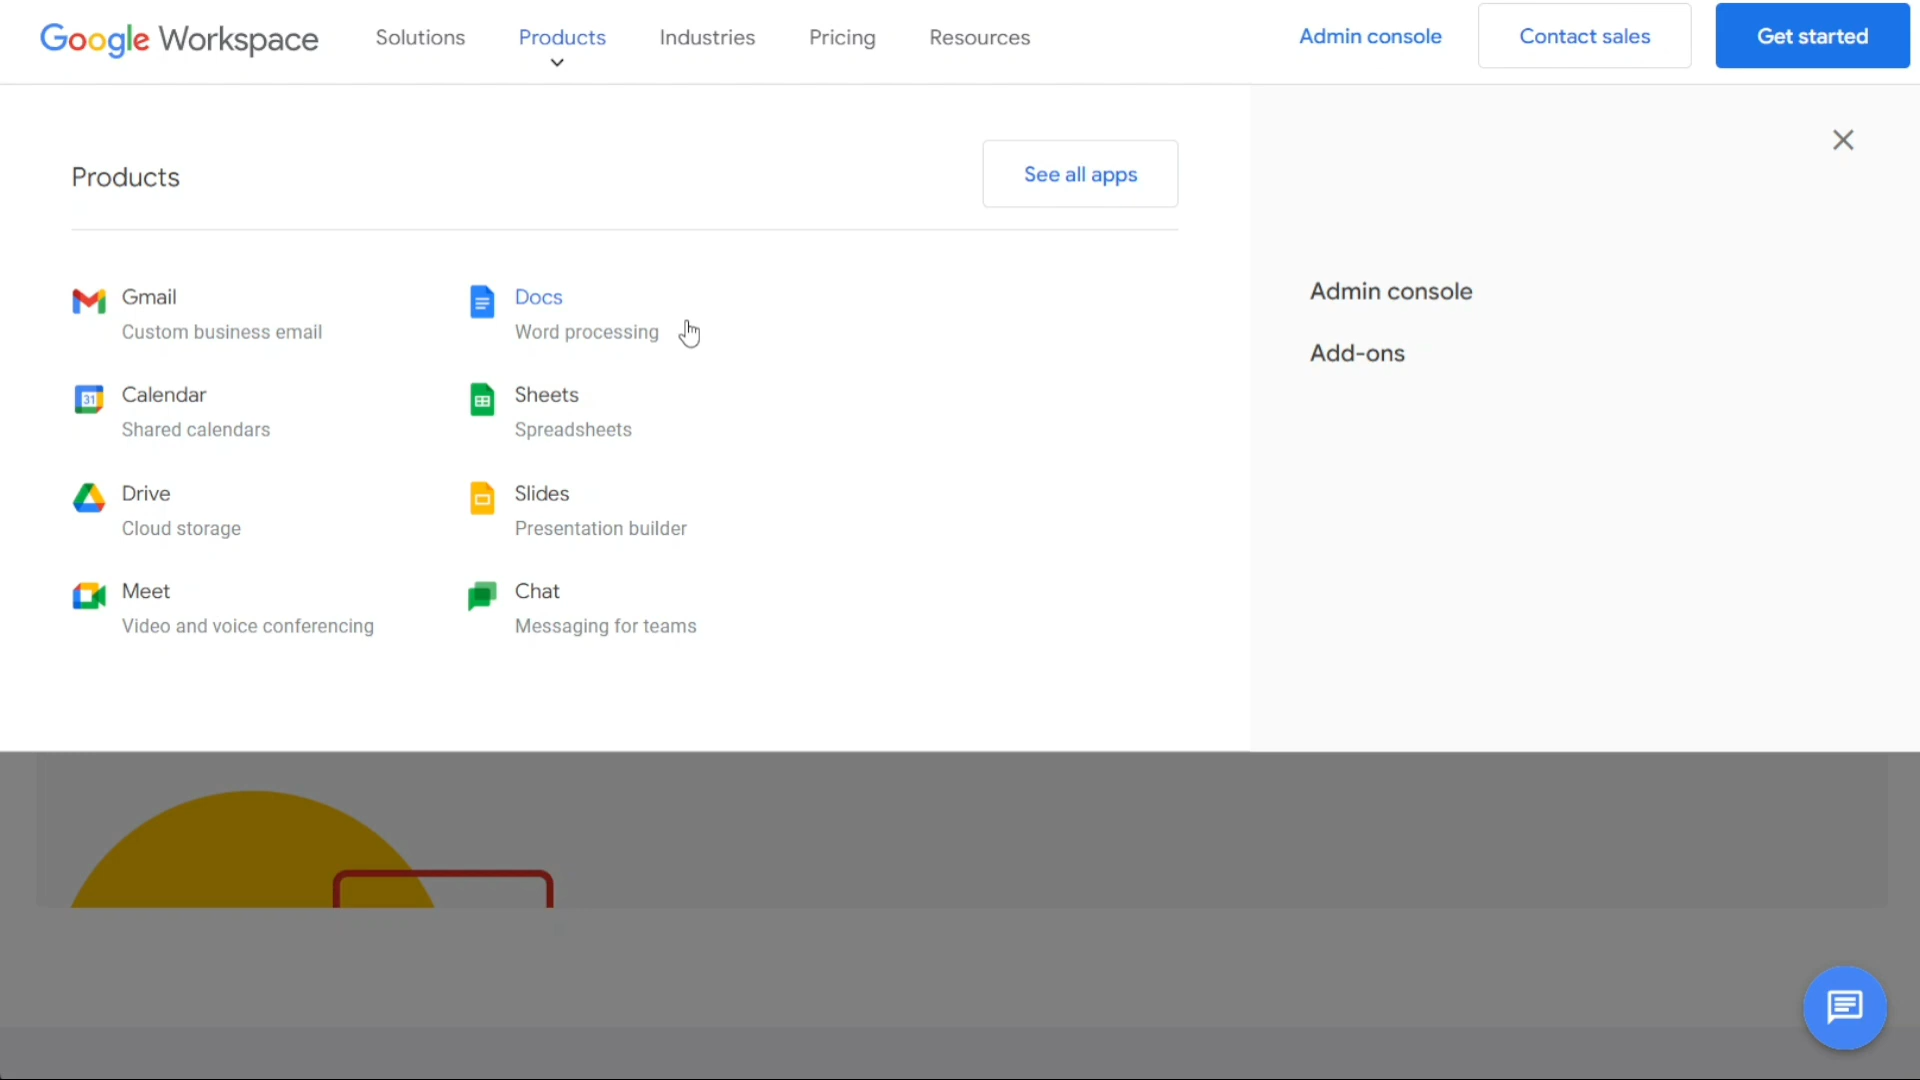 Google Workspace
Solutions
Products
Industries
Pricing
Resources
Admin console
Contact sales
Get started
Products
See all apps
Gmail
Custom business email
Docs
Word processing
Calendar
31
Shared calendars
Sheets
Spreadsheets
Drive
Cloud storage
Slides
Presentation builder
Meet
Video and voice conferencing
Chat
Messaging for teams
Admin console
Add-ons